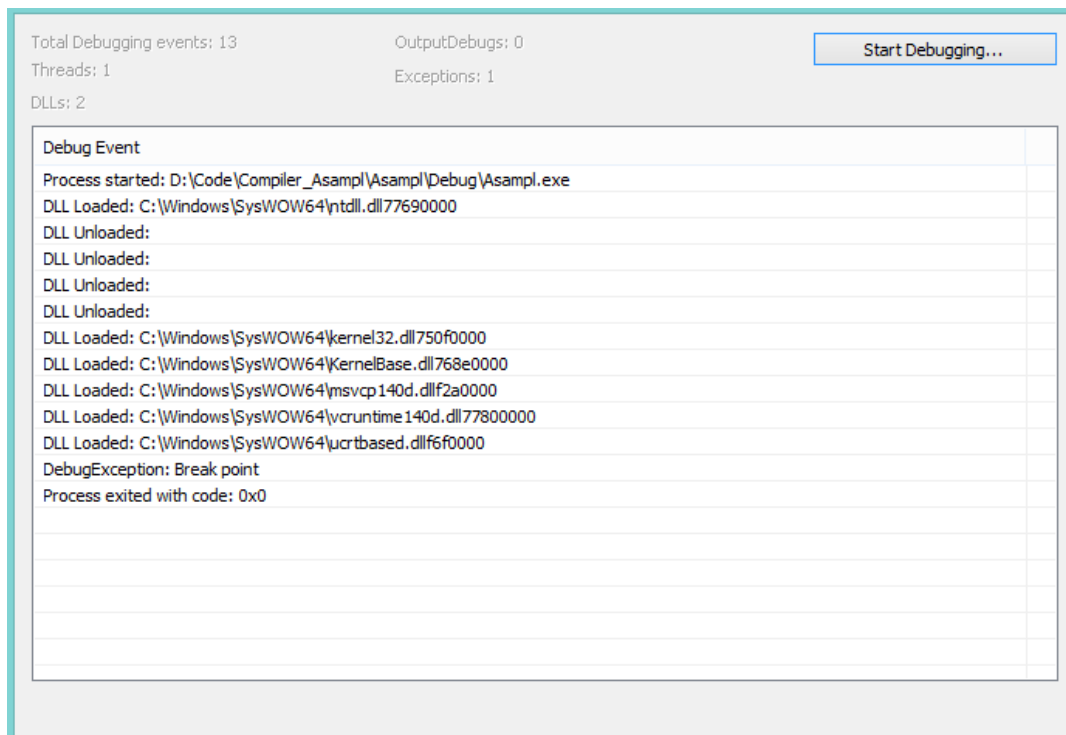 Total Debugging events: 13
OutputDebugs: 0
Start Debugging...
Threads: 1
Exceptions: 1
DLLs: 2
Debug Event
Process started: D:\Code\Compiler_Asampl\Asampl\Debug\Asampl.exe
DLL Loaded: C:\Windows\SysWOW64\ntdll.dll77690000
DLL Unloaded:
DLL Unloaded:
DLL Unloaded:
DLL Unloaded:
DLL Loaded: C:\Windows\SysWOW64\kernel32.dll750f0000
DLL Loaded: C:\Windows\SysWOW64\KernelBase.dll768e0000
DLL Loaded: C:\Windows\SysWOW64\msvcp140d.dllf2a0000
DLL Loaded: C:\Windows\SysWOW64\vcruntime140d.dll77800000
DLL Loaded: C:\Windows\SysWOW64\ucrtbased.dllf6f0000
DebugException: Break point
Process exited with code: 0x0